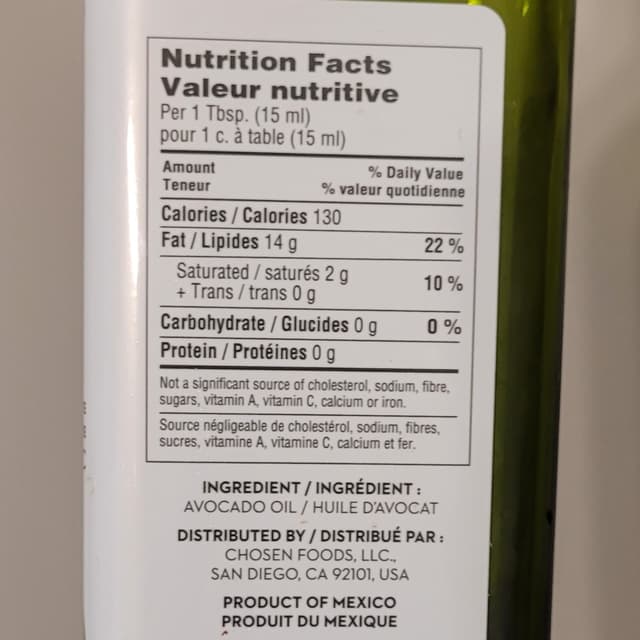 Nutrition Facts
Valeur nutritive
Per 1 Tbsp. (15 ml)
pour 1 c. à table (15 ml)
Amount % Daily Value
Teneur % valeur quotidienne
Calories / Calories 130
Fat / Lipides 14 g 22 %
Saturated / saturés 2 g
+ Trans / trans 0 g 10 %
Carbohydrate / Glucides 0 g 0 %
Protein / Protéines 0 g
Not a significant source of cholesterol, sodium, fibre,
sugars, vitamin A, vitamin C, calcium or iron.
Source négligeable de cholestérol, sodium, fibres,
sucres, vitamine A, vitamine C, calcium et fer.
INGREDIENT / INGRÉDIENT :
AVOCADO OIL / HUILE D'AVOCAT
DISTRIBUTED BY / DISTRIBUÉ PAR :
CHOSEN FOODS, LLC.,
SAN DIEGO, CA 92101, USA
PRODUCT OF MEXICO
PRODUIT DU MEXIQUE